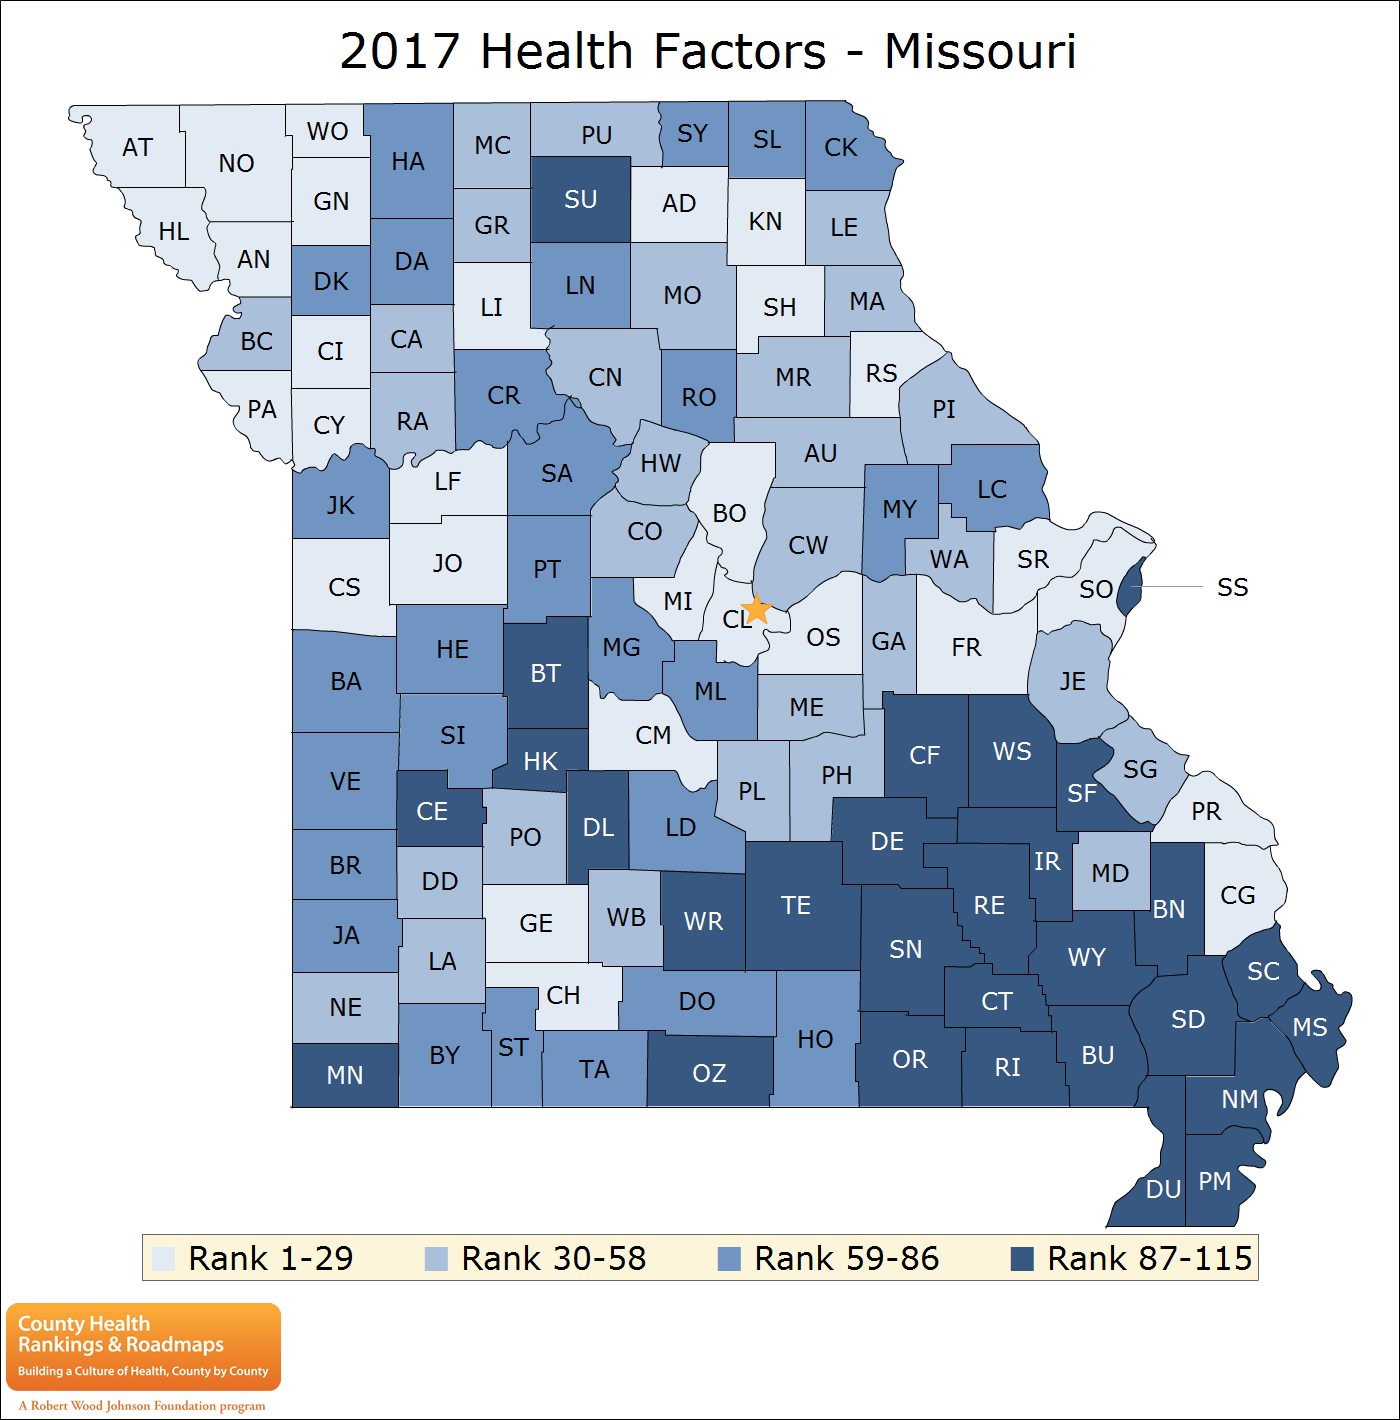 2017 Health Factors - Missouri
AT
NO
WO
HA
MC
PU
SY
SL
CK
GN
SU
AD
KN
LE
HL
AN
DK
DA
GR
LN
MO
SH
MA
LI
BC
CI
CA
CN
RO
MR
RS
PA
CY
RA
CR
PI
JK
LF
SA
HW
BO
AU
MY
LC
CS
JO
PT
CO
CW
WA
SR
SO
SS
MI
CL
OS
GA
FR
BA
HE
BT
MG
ML
ME
JE
VE
SI
HK
CM
PL
PH
CF
WS
SF
SG
PR
CE
PO
DL
LD
DE
BR
DD
IR
MD
BN
CG
JA
LA
GE
WB
WR
TE
RE
SN
WY
NE
CH
DO
CT
SC
MN
BY
ST
TA
OZ
HO
OR
RI
BU
SD
MS
NM
DU
PM
Rank 1-29
Rank 30-58
Rank 59-86
Rank 87-115
County Health
Rankings & Roadmaps
Building a Culture of Health, County by County
A Robert Wood Johnson Foundation program